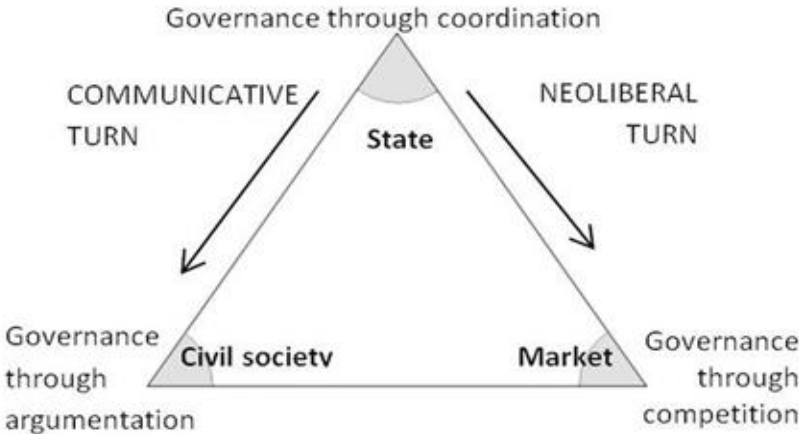 Governance through coordination
COMMUNICATIVE
TURN
NEOLIBERAL
TURN
State
Governance
through
argumentation
Civil society
Market
Governance
through
competition